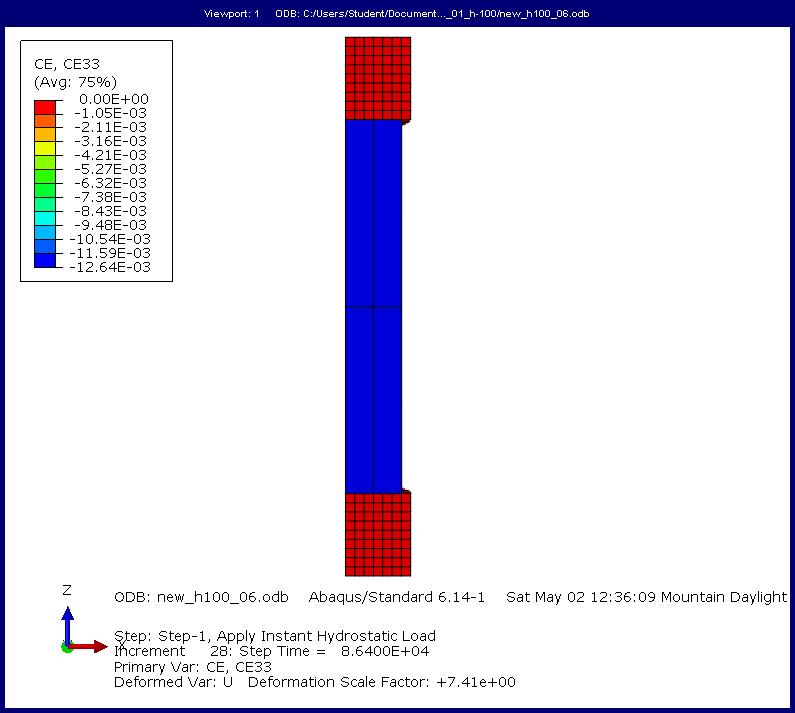 Viewport: 1 ODB: C:/Users/Student/Document..._01_h-100/new_h100_06.odb
CE, CE33
(Avg: 75%)
0.00E+00
-1.05E-03
-2.11E-03
-3.16E-03
-4.21E-03
-5.27E-03
-6.32E-03
-7.38E-03
-8.43E-03
-9.48E-03
-10.54E-03
-11.59E-03
-12.64E-03
Z
ODB: new_h100_06.odb Abaqus/Standard 6.14-1 Sat May 02 12:36:09 Mountain Daylight
X
Step: Step-1, Apply Instant Hydrostatic Load
Increment 28: Step Time = 8.6400E+04
Primary Var: CE, CE33
Deformed Var: U Deformation Scale Factor: +7.41e+00